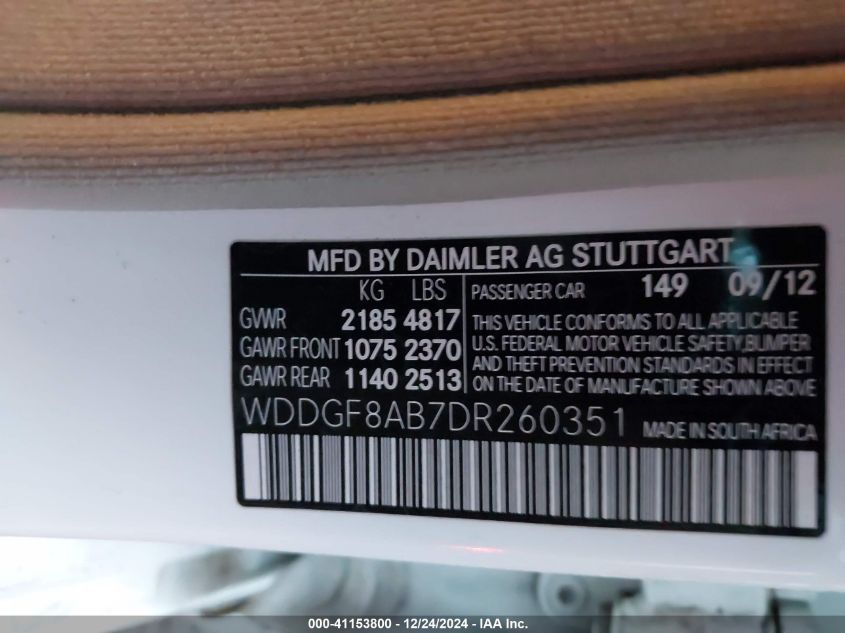 MFD BY DAIMLER AG STUTTGART
KG LBS
GVWR 2185 4817
GAWR FRONT 1075 2370
GAWR REAR 1140 2513
PASSENGER CAR 149 09/12
THIS VEHICLE CONFORMS TO ALL APPLICABLE
U.S. FEDERAL MOTOR VEHICLE SAFETY, BUMPER
AND THEFT PREVENTION STANDARDS IN EFFECT
ON THE DATE OF MANUFACTURE SHOWN ABOVE
WDDGF8AB7DR260351 MADE IN SOUTH AFRICA
000-41153800 - 12/24/2024 - IAA Inc.